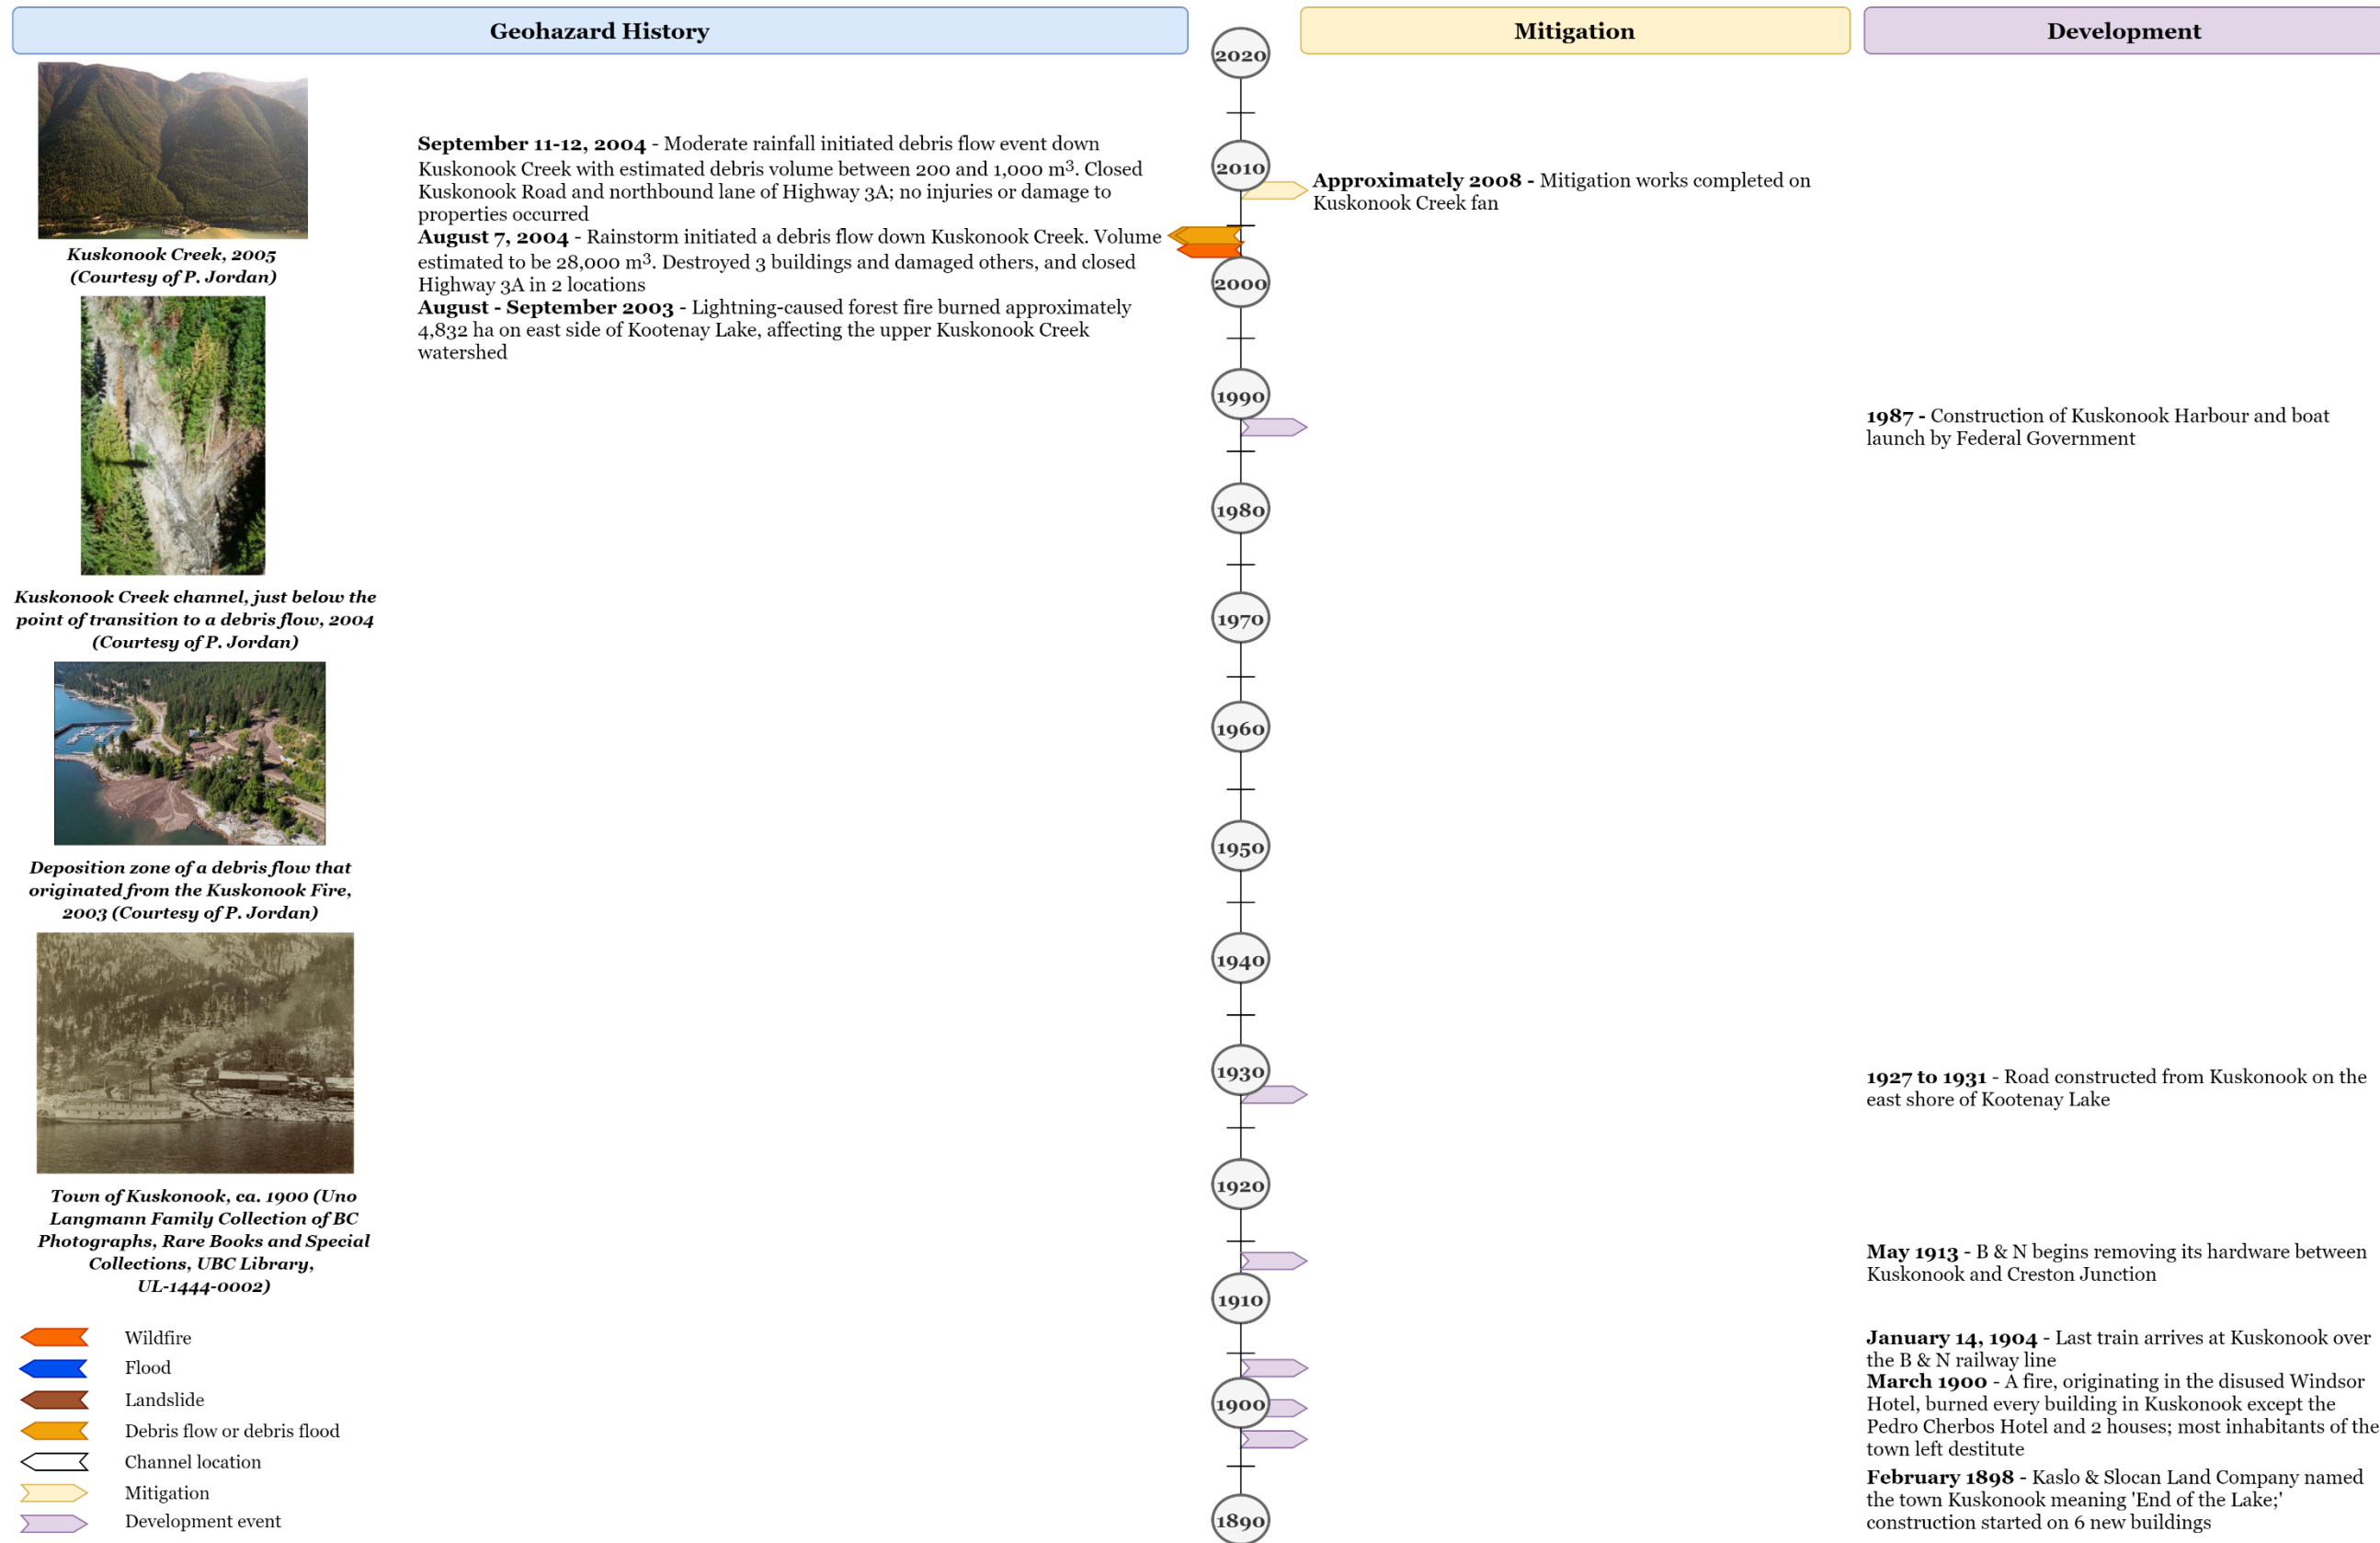 Geohazard History
Mitigation
Development
Kuskonook Creek, 2005
(Courtesy of P. Jordan)
Kuskonook Creek channel, just below the
point of transition to a debris flow, 2004
(Courtesy of P. Jordan)
Deposition zone of a debris flow that
originated from the Kuskonook Fire,
2003 (Courtesy of P. Jordan)
Town of Kuskonook, ca. 1900 (Uno
Langmann Family Collection of BC
Photographs, Rare Books and Special
Collections, UBC Library,
UL-1444-0002)
Wildfire
Flood
Landslide
Debris flow or debris flood
Channel location
Mitigation
Development event
September 11-12, 2004 - Moderate rainfall initiated debris flow event down
Kuskonook Creek with estimated debris volume between 200 and 1,000 m³. Closed
Kuskonook Road and northbound lane of Highway 3A; no injuries or damage to
properties occurred
August 7, 2004 - Rainstorm initiated a debris flow down Kuskonook Creek. Volume
estimated to be 28,000 m³. Destroyed 3 buildings and damaged others, and closed
Highway 3A in 2 locations
August - September 2003 - Lightning-caused forest fire burned approximately
4,832 ha on east side of Kootenay Lake, affecting the upper Kuskonook Creek
watershed
2020
2010
2000
1990
1980
1970
1960
1950
1940
1930
1920
1910
1900
1890
Approximately 2008 - Mitigation works completed on
Kuskonook Creek fan
1987 - Construction of Kuskonook Harbour and boat
launch by Federal Government
1927 to 1931 - Road constructed from Kuskonook on the
east shore of Kootenay Lake
May 1913 - B & N begins removing its hardware between
Kuskonook and Creston Junction
January 14, 1904 - Last train arrives at Kuskonook over
the B & N railway line
March 1900 - A fire, originating in the disused Windsor
Hotel, burned every building in Kuskonook except the
Pedro Cherbos Hotel and 2 houses; most inhabitants of the
town left destitute
February 1898 - Kaslo & Slocan Land Company named
the town Kuskonook meaning 'End of the Lake;'
construction started on 6 new buildings